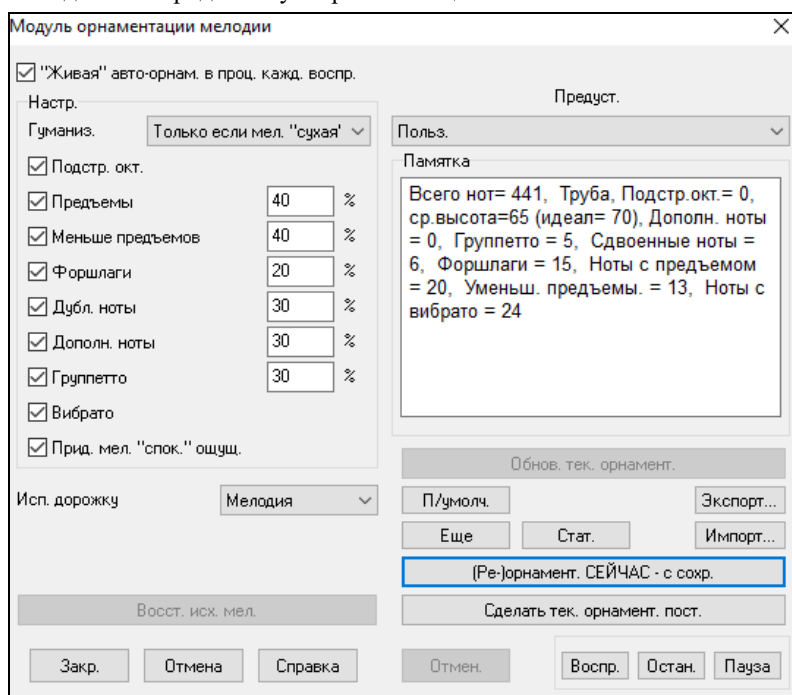 Модуль орнаментации мелодии
"Живая" авто-орнам. в проц. кажд. воспр.
Настр.
Гуманиз. Только если мел. "сухая"
Подстр. окт.
Предъемы 40 %
Меньше предъемов 40 %
Форшлаги 20 %
Дубл. ноты 30 %
Дополн. ноты 30 %
Группетто 30 %
Вибрато
Прид. мел. "спок." ощущ.
Исп. дорожку Мелодия
Восст. исх. мел.
Закр. Отмена Справка
Предуст.
Польз.
Памятка
Всего нот= 441, Труба, Подстр.окт.= 0,
ср.высота=65 (идеал= 70), Дополн. ноты
= 0, Группетто = 5, Сдвоенные ноты =
6, Форшлаги = 15, Ноты с предъемом
= 20, Уменьш. предъемы. = 13, Ноты с
вибрато = 24
Обнов. тек. орнамент.
П/умолч. Экспорт...
Еще Стат. Импорт...
(Ре-)орнамент. СЕЙЧАС - с сохр.
Сделать тек. орнамент. пост.
Отмен. Воспр. Остан. Пауза